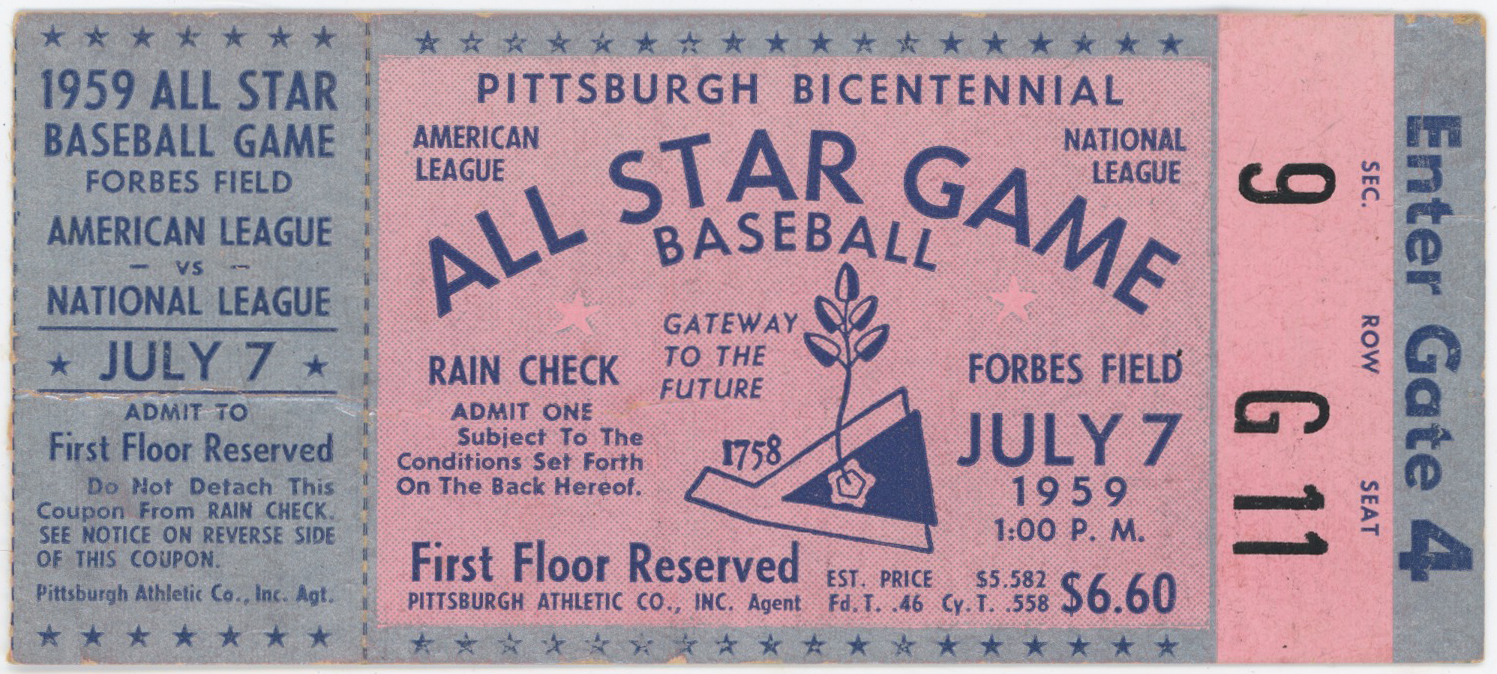 1959 ALL STAR
BASEBALL GAME
FORBES FIELD
AMERICAN LEAGUE
– VS –
NATIONAL LEAGUE
★ JULY 7 ★
ADMIT TO
First Floor Reserved
Do Not Detach This
Coupon From RAIN CHECK.
SEE NOTICE ON REVERSE SIDE
OF THIS COUPON.
Pittsburgh Athletic Co., Inc. Agt.
PITTSBURGH BICENTENNIAL
AMERICAN
LEAGUE
NATIONAL
LEAGUE
ALL STAR GAME
BASEBALL
GATEWAY
TO THE
FUTURE
1758
RAIN CHECK
ADMIT ONE
Subject To The
Conditions Set Forth
On The Back Hereof.
FORBES FIELD
JULY 7
1959
1:00 P. M.
First Floor Reserved
PITTSBURGH ATHLETIC CO., INC. Agent
EST. PRICE $5.582
Fd. T. .46 Cy. T. .558
$6.60
SEC. ROW SEAT
9 G 11
Enter Gate 4